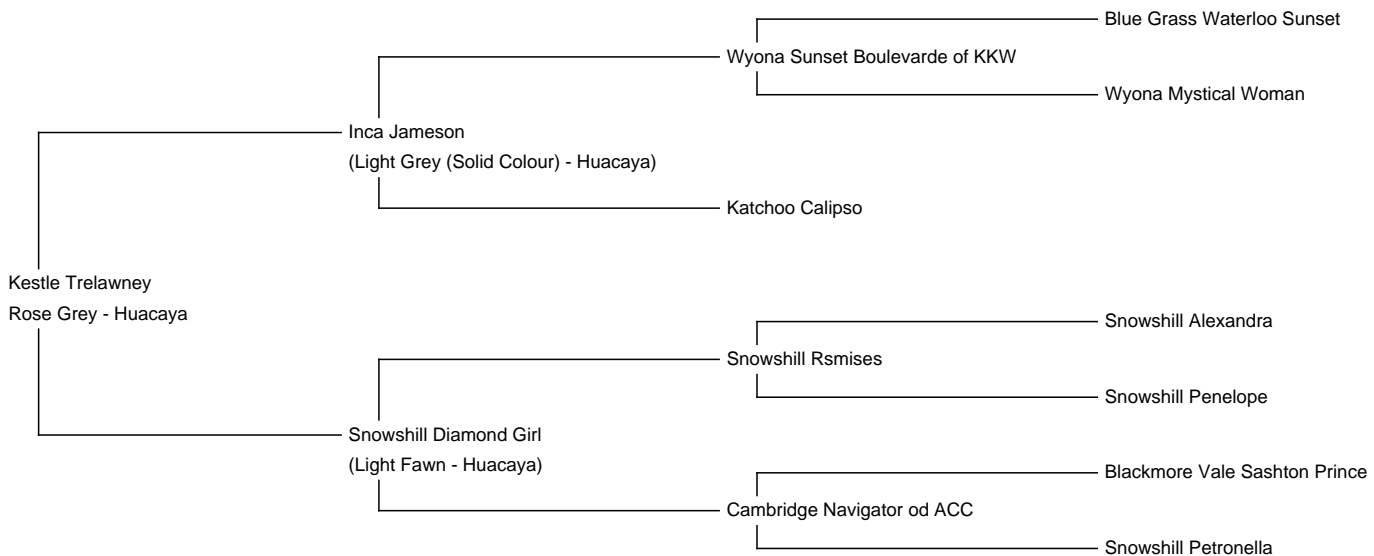 Blue Grass Waterloo Sunset
Wyona Sunset Boulevarde of KKW
Wyona Mystical Woman
Inca Jameson
(Light Grey (Solid Colour) - Huacaya)
Katchoo Calipso
Kestle Trelawney
Rose Grey - Huacaya
Snowshill Alexandra
Snowshill Rsmises
Snowshill Penelope
Snowshill Diamond Girl
(Light Fawn - Huacaya)
Blackmore Vale Sashton Prince
Cambridge Navigator od ACC
Snowshill Petronella